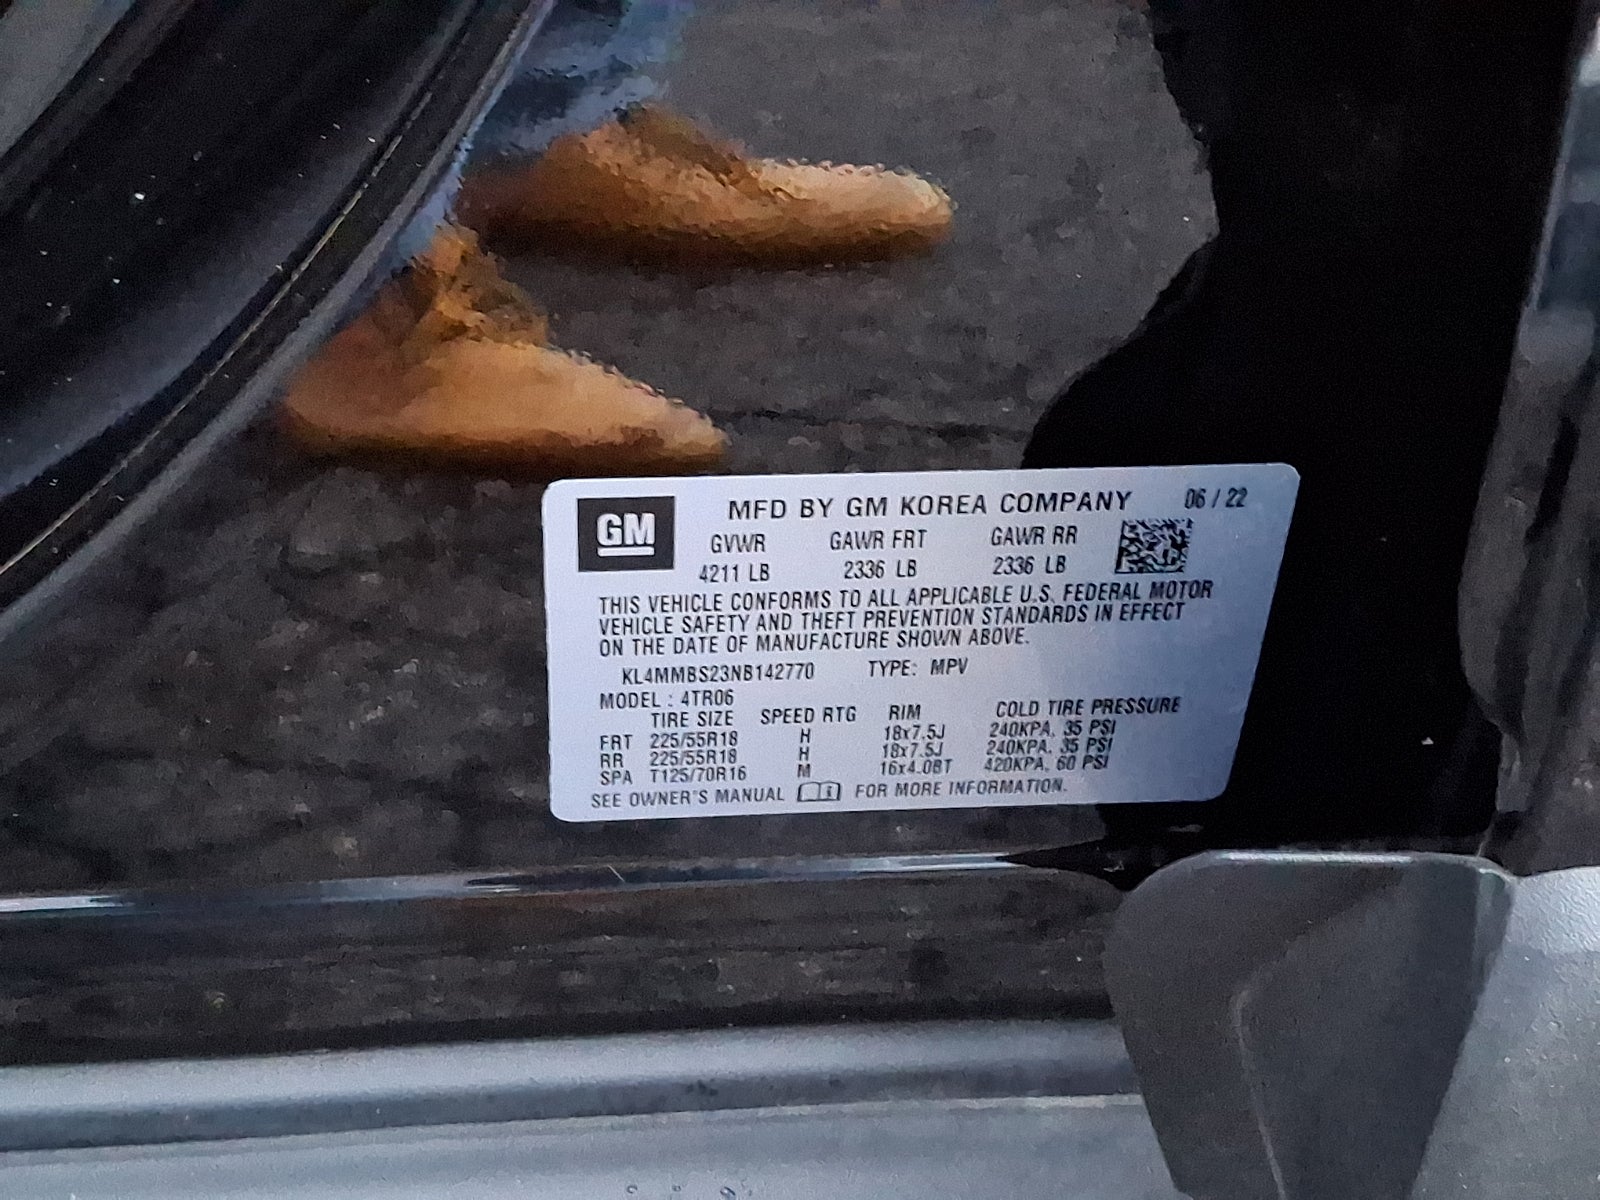 GM MFD BY GM KOREA COMPANY 06 / 22
GVWR GAWR FRT GAWR RR
4211 LB 2336 LB 2336 LB
THIS VEHICLE CONFORMS TO ALL APPLICABLE U.S. FEDERAL MOTOR
VEHICLE SAFETY AND THEFT PREVENTION STANDARDS IN EFFECT
ON THE DATE OF MANUFACTURE SHOWN ABOVE.
KL4MMBS23NB142770 TYPE: MPV
MODEL : 4TR06
TIRE SIZE SPEED RTG RIM COLD TIRE PRESSURE
FRT 225/55R18 H 18x7.5J 240KPA, 35 PSI
RR 225/55R18 H 18x7.5J 240KPA, 35 PSI
SPA T125/70R16 M 16x4.0BT 420KPA, 60 PSI
SEE OWNER'S MANUAL i FOR MORE INFORMATION.